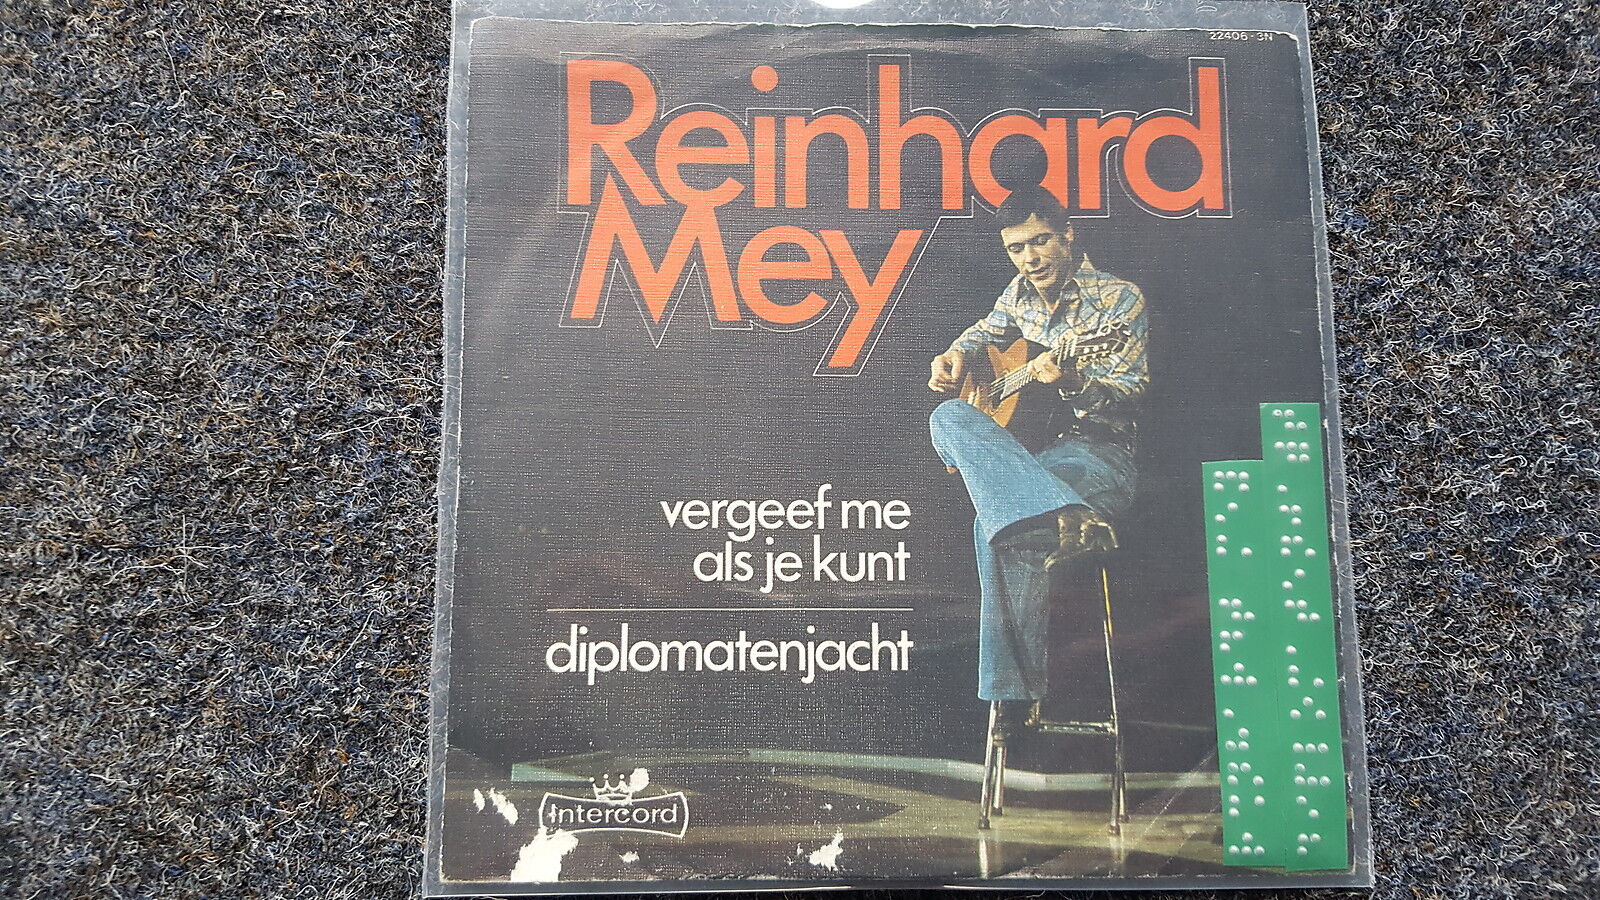 22406 - 3N
Reinhard
Mey
vergeef me
als je kunt
diplomatenjacht
Intercord